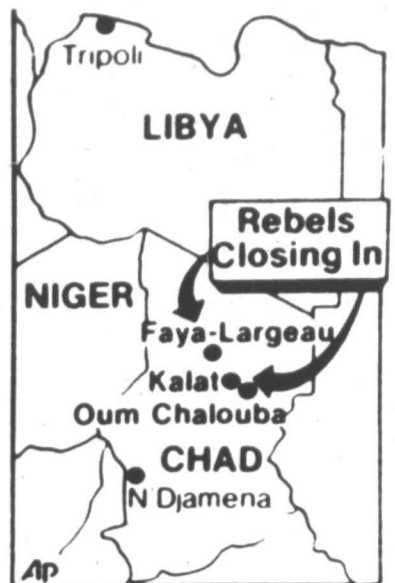 Tripoli
LIBYA
Rebels
Closing In
NIGER
Faya-Largeau
Kalat
Oum Chalouba
CHAD
N Djamena
AP